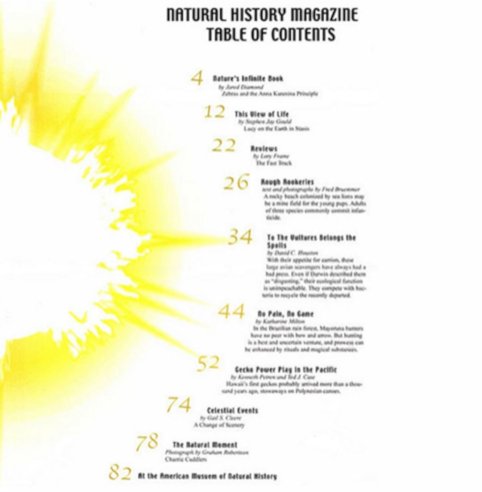 NATURAL HISTORY MAGAZINE
TABLE OF CONTENTS
4 Nature's Infinite Book
by Jared Diamond
Zebras and the Anna Karenina Principle
12 This View of Life
by Stephen Jay Gould
Lucy on the Earth in Stasis
22 Reviews
by Lory Frame
The Fast Track
26 Rough Rookeries
text and photographs by Fred Bruemmer
A rocky beach colonized by sea lions may
be a mine field for the young pups. Adults
of three species commonly commit infan-
ticide.
34 To The Vultures Belongs the
Spoils
by David C. Houston
With their appetite for carrion, these
large avian scavengers have always had a
bad press. Even if Darwin described them
as "disgusting," their ecological function
is unimpeachable. They compete with bac-
teria to recycle the recently departed.
44 No Pain, No Game
by Katharine Milton
In the Brazilian rain forest, Mayoruna hunters
have no peer with bow and arrow. But hunting
is a best and uncertain venture, and prowess can
be enhanced by rituals and magical substances.
52 Gecko Power Play in the Pacific
by Kenneth Petren and Ted J. Case
Hawaii's first geckos probably arrived more than a thou-
sand years ago, stowaways on Polynesian canoes.
74 Celestial Events
by Gail S. Cleere
A Change of Scenery
78 The Natural Moment
Photograph by Graham Robertson
Chaotic Cuddlers
82 At the American Musuem of Natural History